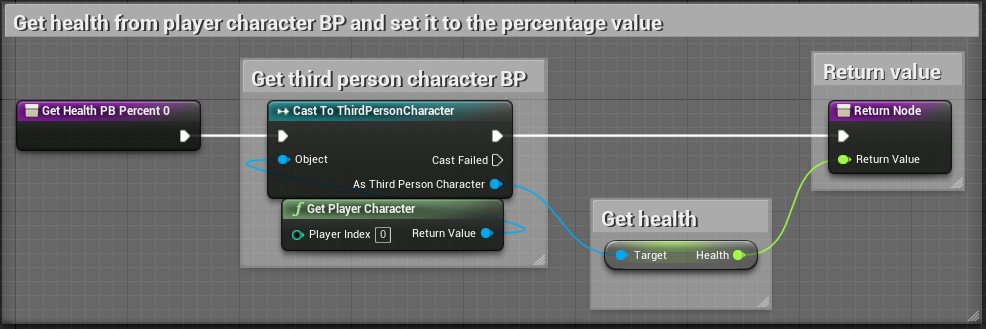 Get health from player character BP and set it to the percentage value
Get third person character BP
Return value
Get Health PB Percent 0
Cast To ThirdPersonCharacter
Return Node
Object
Cast Failed
Return Value
As Third Person Character
f Get Player Character
Player Index 0
Return Value
Get health
Target
Health